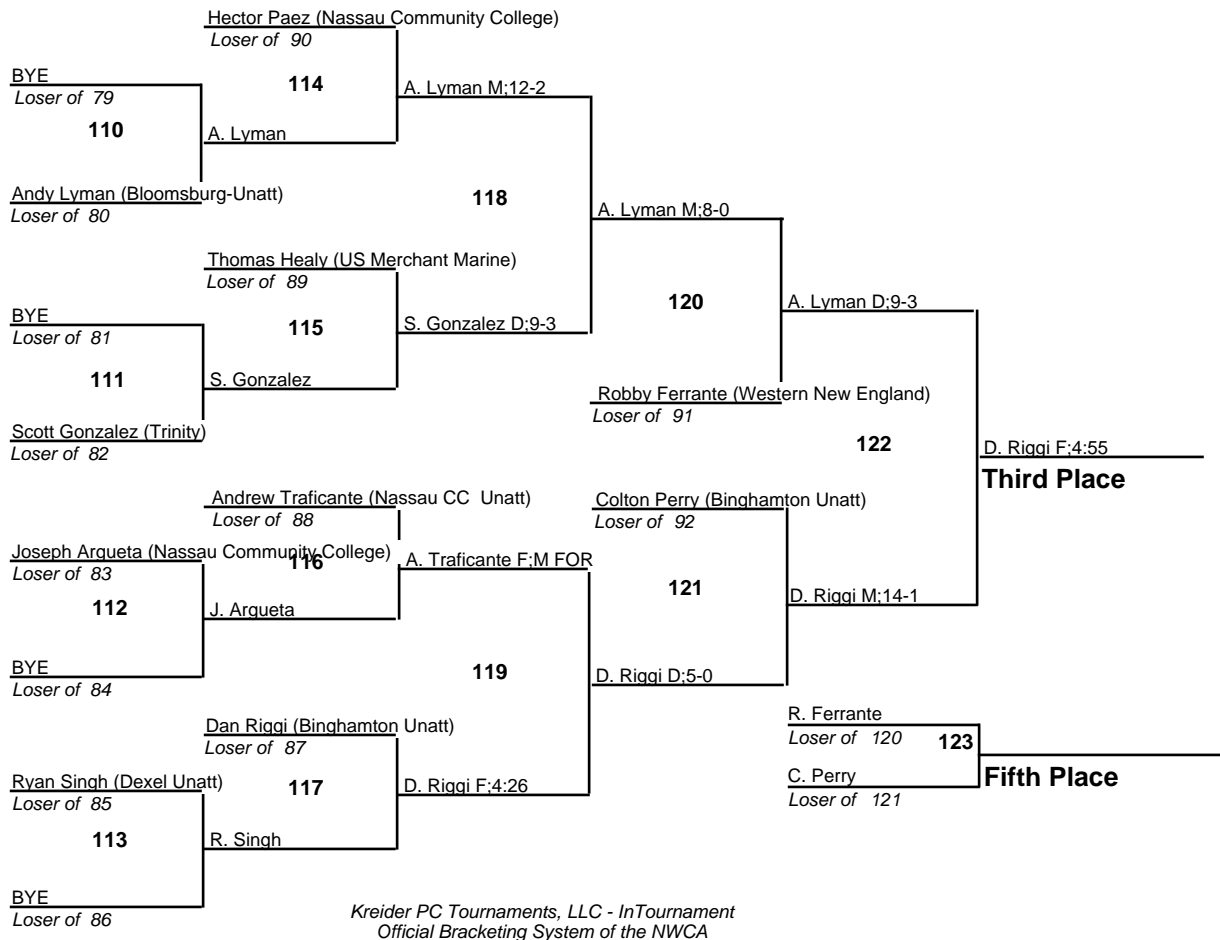 Hector Paez (Nassau Community College)
Loser of 90
BYE
Loser of 79
114
A. Lyman M;12-2
110
A. Lyman
Andy Lyman (Bloomsburg-Unatt)
Loser of 80
118
A. Lyman M;8-0
Thomas Healy (US Merchant Marine)
Loser of 89
BYE
Loser of 81
115
S. Gonzalez D;9-3
120
A. Lyman D;9-3
111
S. Gonzalez
Robby Ferrante (Western New England)
Loser of 91
Scott Gonzalez (Trinity)
Loser of 82
122
D. Riggi F;4:55
Third Place
Andrew Traficante (Nassau CC Unatt)
Loser of 88
Colton Perry (Binghamton Unatt)
Loser of 92
Joseph Argueta (Nassau Community College)
Loser of 83
116
A. Traficante F;M FOR
121
D. Riggi M;14-1
112
J. Argueta
BYE
Loser of 84
119
D. Riggi D;5-0
Dan Riggi (Binghamton Unatt)
Loser of 87
R. Ferrante
Loser of 120
123
Ryan Singh (Dexel Unatt)
Loser of 85
117
D. Riggi F;4:26
C. Perry
Loser of 121
Fifth Place
113
R. Singh
BYE
Loser of 86
Kreider PC Tournaments, LLC - InTournament
Official Bracketing System of the NWCA